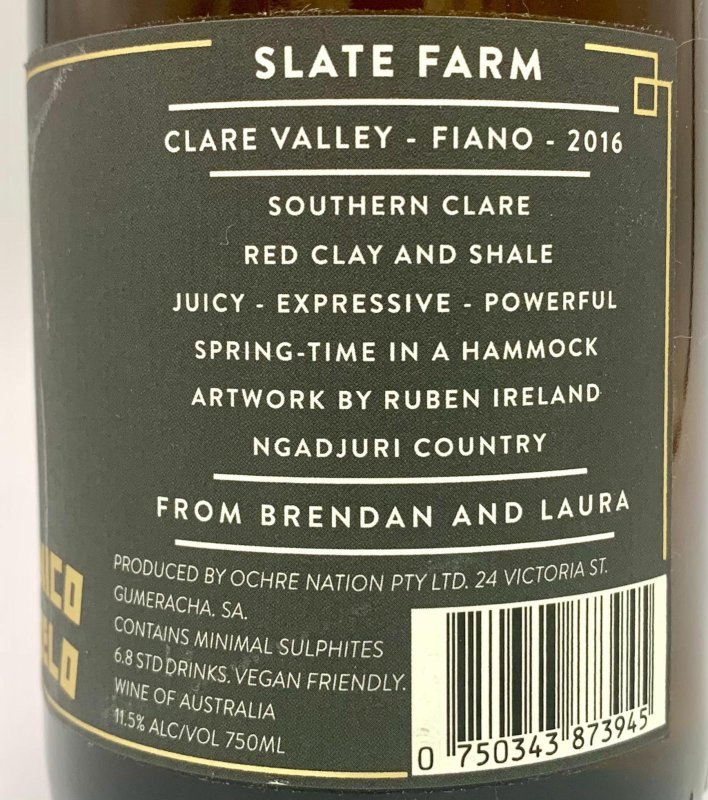 SLATE FARM
CLARE VALLEY - FIANO - 2016
SOUTHERN CLARE
RED CLAY AND SHALE
JUICY - EXPRESSIVE - POWERFUL
SPRING-TIME IN A HAMMOCK
ARTWORK BY RUBEN IRELAND
NGADJURI COUNTRY
FROM BRENDAN AND LAURA
PRODUCED BY OCHRE NATION PTY LTD. 24 VICTORIA ST.
GUMERACHA. SA.
CONTAINS MINIMAL SULPHITES
6.8 STD DRINKS. VEGAN FRIENDLY.
WINE OF AUSTRALIA
11.5% ALC/VOL 750ML
0 750343 873945